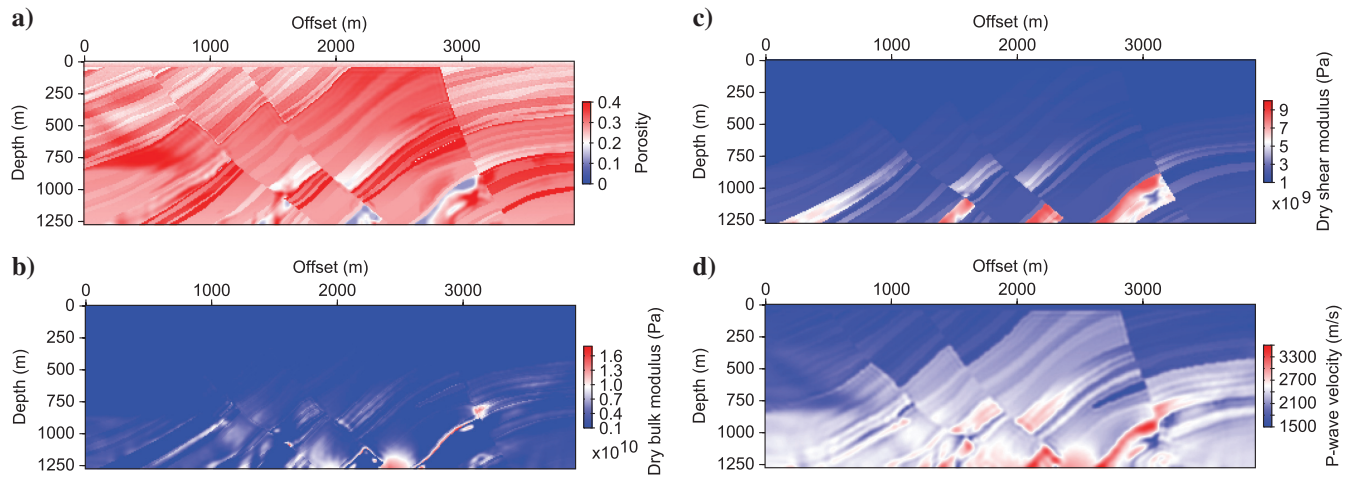 a)
Offset (m)
0 1000 2000 3000
Depth (m)
0
250
500
750
1000
1250
0.4
0.3
0.2
0.1
0
Porosity
b)
Offset (m)
0 1000 2000 3000
Depth (m)
0
250
500
750
1000
1250
1.6
1.3
1.0
0.7
0.4
0.1
x10^10
Dry bulk modulus (Pa)
c)
Offset (m)
0 1000 2000 3000
Depth (m)
0
250
500
750
1000
1250
9
7
5
3
1
x10^9
Dry shear modulus (Pa)
d)
Offset (m)
0 1000 2000 3000
Depth (m)
0
250
500
750
1000
1250
3300
2700
2100
1500
P-wave velocity (m/s)